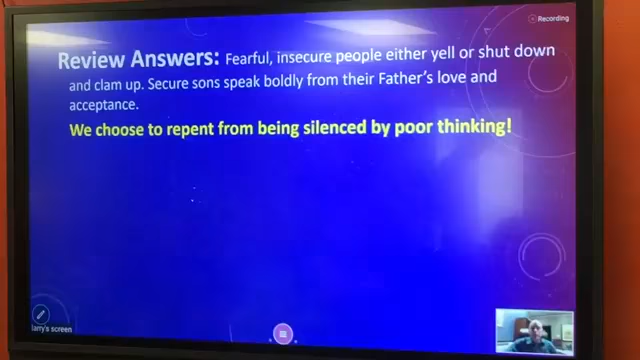 Recording
Review Answers: Fearful, insecure people either yell or shut down
and clam up. Secure sons speak boldly from their Father's love and
acceptance.
We choose to repent from being silenced by poor thinking!
larry's screen